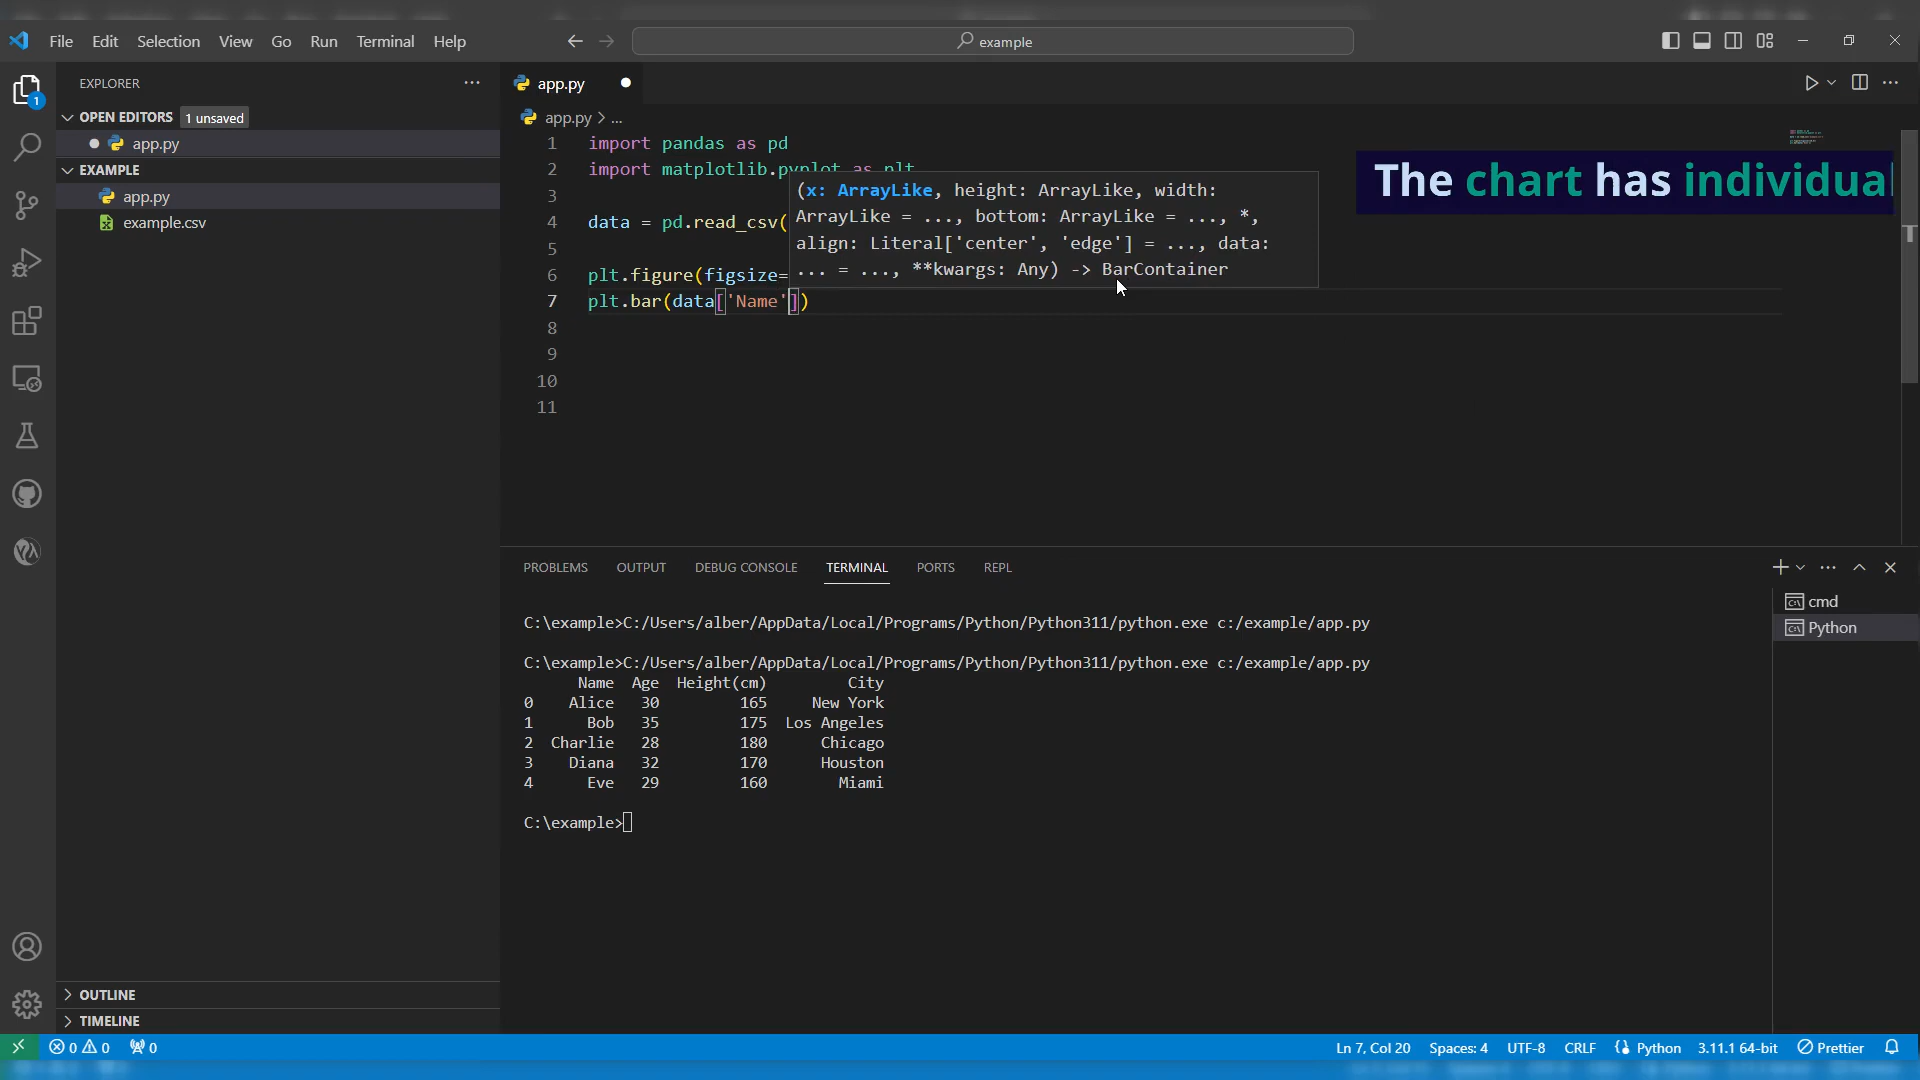 File Edit Selection View Go Run Terminal Help
example
EXPLORER
OPEN EDITORS 1 unsaved
app.py
EXAMPLE
app.py
example.csv
OUTLINE
TIMELINE
app.py
app.py > ...
1 import pandas as pd
2 import matplotlib.pyplot as plt
3
4 data = pd.read_csv(
5
6 plt.figure(figsize=
7 plt.bar(data['Name'])
8
9
10
11
(x: ArrayLike, height: ArrayLike, width:
ArrayLike = ..., bottom: ArrayLike = ..., *,
align: Literal['center', 'edge'] = ..., data:
... = ..., **kwargs: Any) -> BarContainer
The chart has individual
PROBLEMS OUTPUT DEBUG CONSOLE TERMINAL PORTS REPL
cmd
Python
C:\example>C:/Users/alber/AppData/Local/Programs/Python/Python311/python.exe c:/example/app.py
C:\example>C:/Users/alber/AppData/Local/Programs/Python/Python311/python.exe c:/example/app.py
Name Age Height(cm) City
0 Alice 30 165 New York
1 Bob 35 175 Los Angeles
2 Charlie 28 180 Chicago
3 Diana 32 170 Houston
4 Eve 29 160 Miami
C:\example>
0 0 0 Ln 7, Col 20 Spaces: 4 UTF-8 CRLF Python 3.11.1 64-bit Prettier